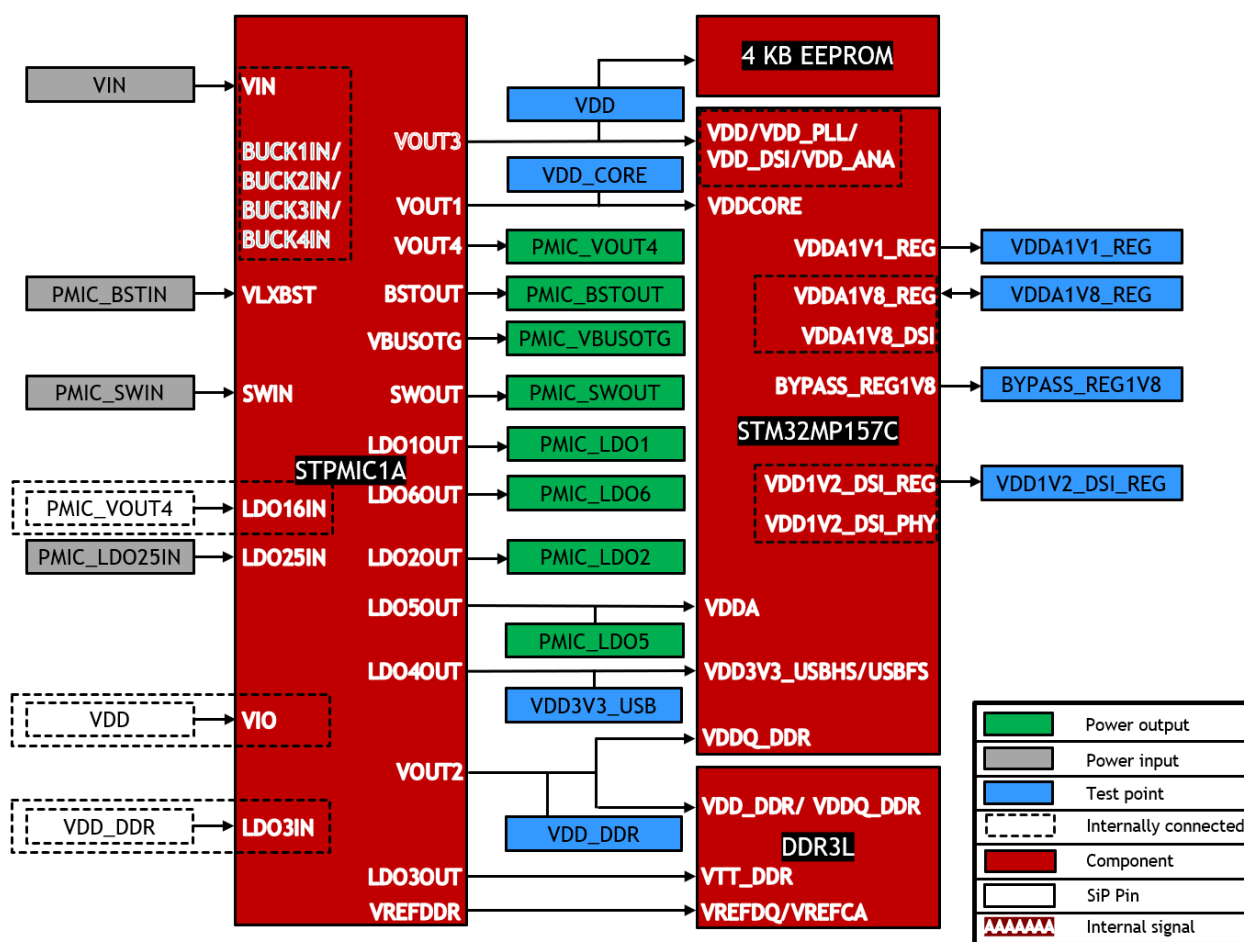 VIN
PMIC_BSTIN
PMIC_SWIN
PMIC_VOUT4
PMIC_LDO25IN
VDD
VDD_DDR
VIN
BUCK1IN/
BUCK2IN/
BUCK3IN/
BUCK4IN
VLXBST
SWIN
STPMIC1A
LDO16IN
LDO25IN
VIO
LDO3IN
VOUT3
VOUT1
VOUT4
BSTOUT
VBUSOTG
SWOUT
LDO1OUT
LDO6OUT
LDO2OUT
LDO5OUT
LDO4OUT
VOUT2
LDO3OUT
VREFDDR
VDD
VDD_CORE
PMIC_VOUT4
PMIC_BSTOUT
PMIC_VBUSOTG
PMIC_SWOUT
PMIC_LDO1
PMIC_LDO6
PMIC_LDO2
PMIC_LDO5
VDD3V3_USB
VDD_DDR
4 KB EEPROM
VDD/VDD_PLL/
VDD_DSI/VDD_ANA
VDDCORE
VDDA1V1_REG
VDDA1V8_REG
VDDA1V8_DSI
BYPASS_REG1V8
STM32MP157C
VDD1V2_DSI_REG
VDD1V2_DSI_PHY
VDDA
VDD3V3_USBHS/USBFS
VDDQ_DDR
VDD_DDR/ VDDQ_DDR
DDR3L
VTT_DDR
VREFDQ/VREFCA
VDDA1V1_REG
VDDA1V8_REG
BYPASS_REG1V8
VDD1V2_DSI_REG
Power output
Power input
Test point
Internally connected
Component
SiP Pin
AAAAAAA Internal signal